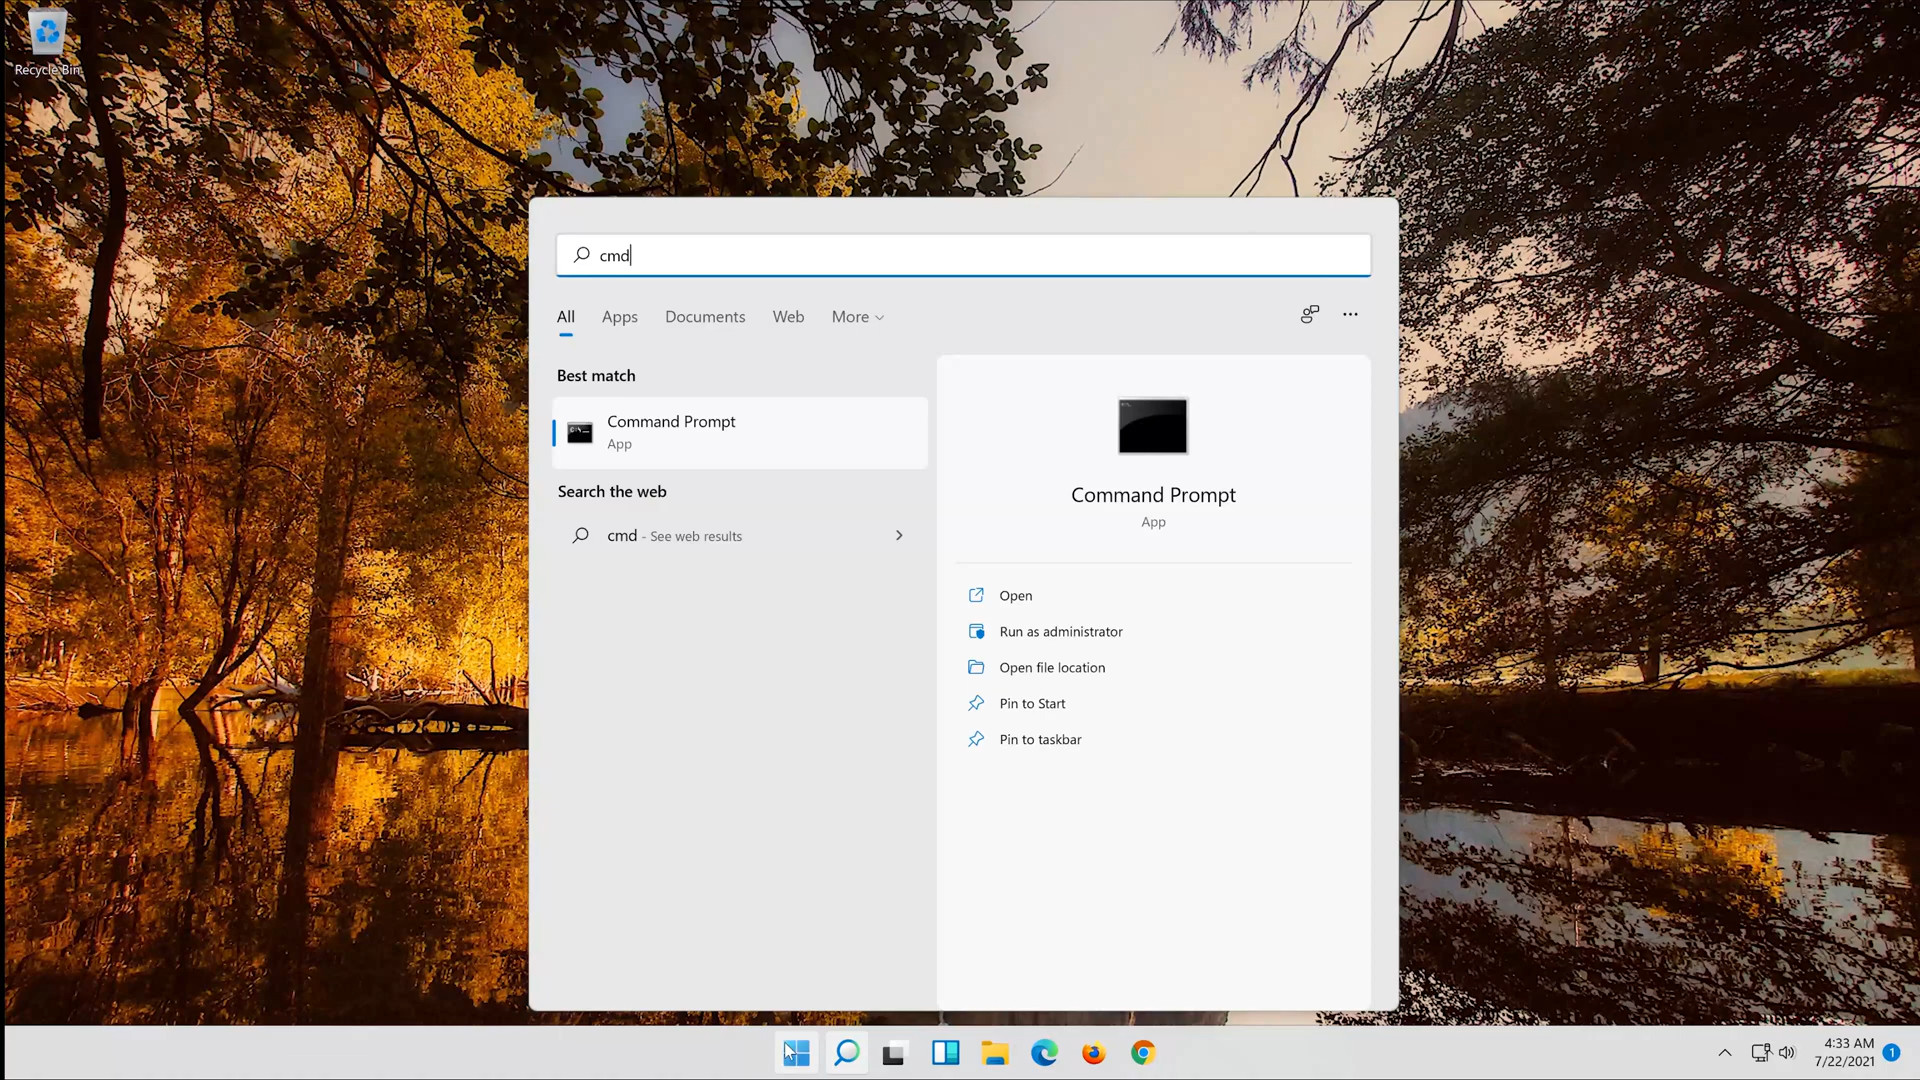 Recycle Bin
cmd
All Apps Documents Web More
Best match
Command Prompt
App
Search the web
cmd - See web results
Command Prompt
App
Open
Run as administrator
Open file location
Pin to Start
Pin to taskbar
4:33 AM
7/22/2021
1